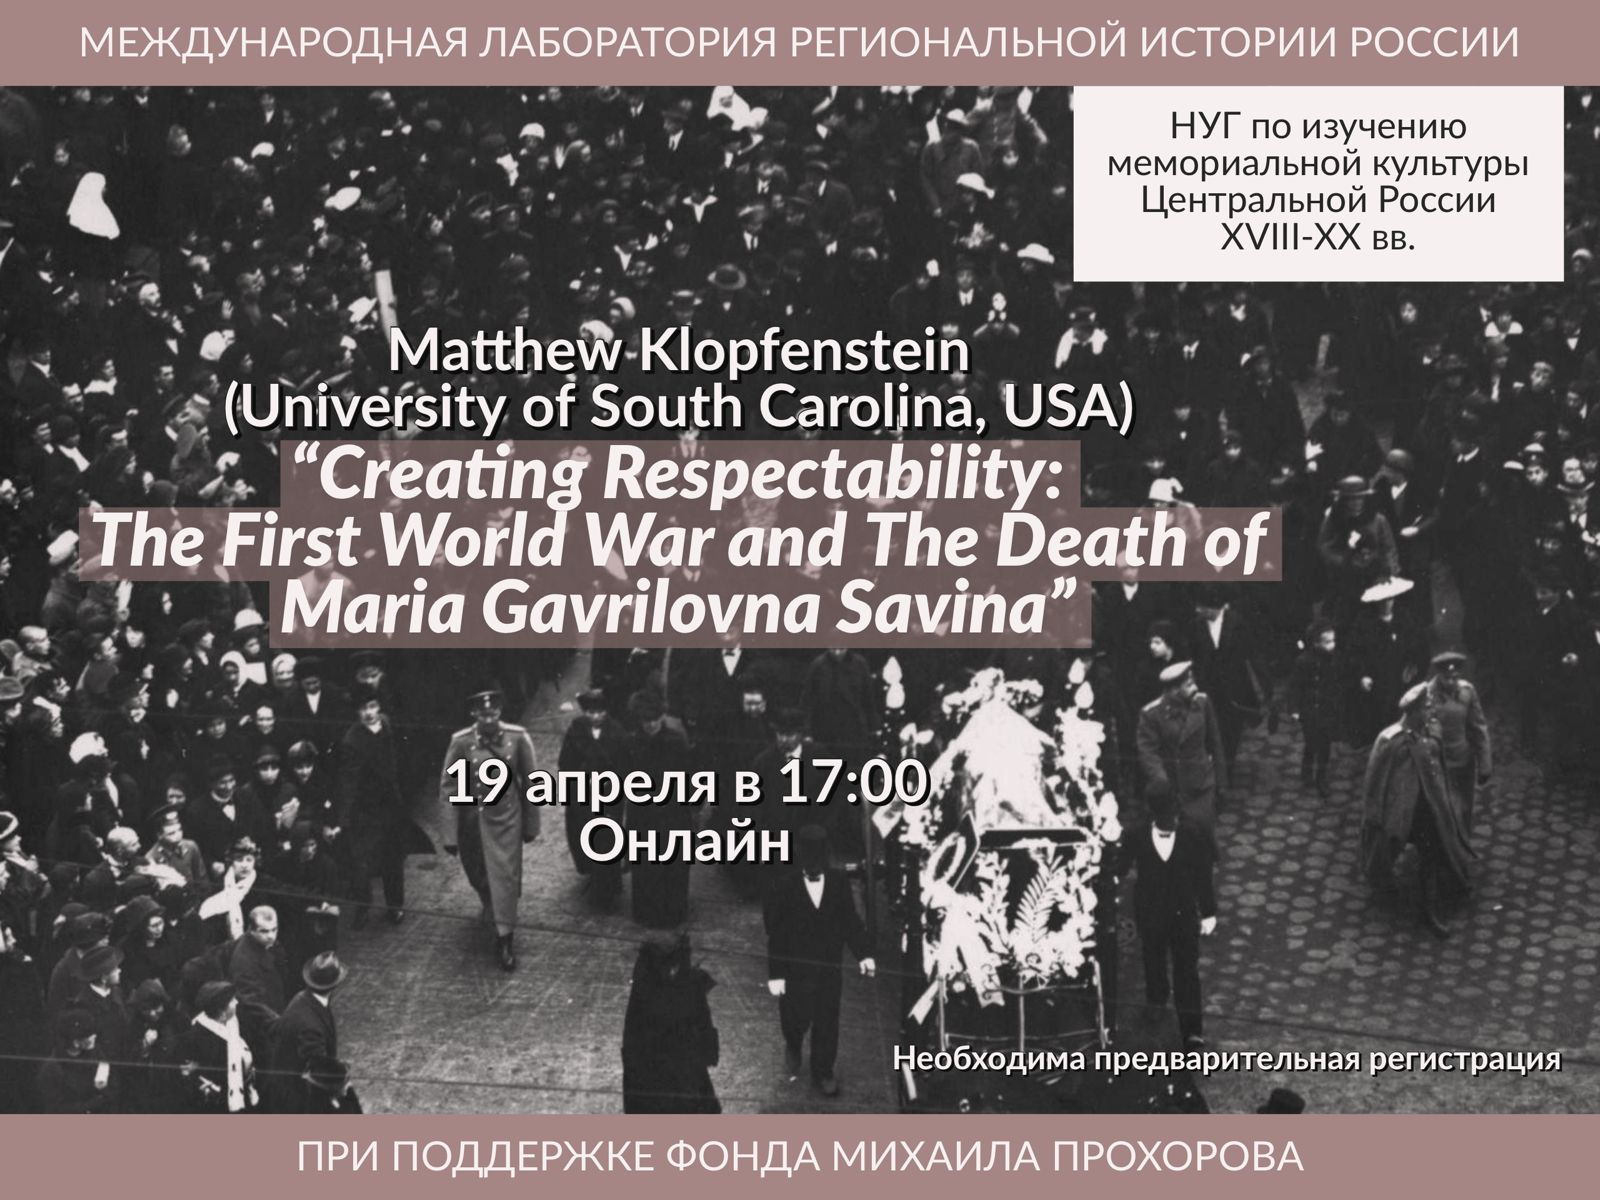 МЕЖДУНАРОДНАЯ ЛАБОРАТОРИЯ РЕГИОНАЛЬНОЙ ИСТОРИИ РОССИИ
НУГ по изучению
мемориальной культуры
Центральной России
XVIII-XX вв.
Matthew Klopfenstein
(University of South Carolina, USA)
“Creating Respectability:
The First World War and The Death of
Maria Gavrilovna Savina”
19 апреля в 17:00
Онлайн
Необходима предварительная регистрация
ПРИ ПОДДЕРЖКЕ ФОНДА МИХАИЛА ПРОХОРОВА